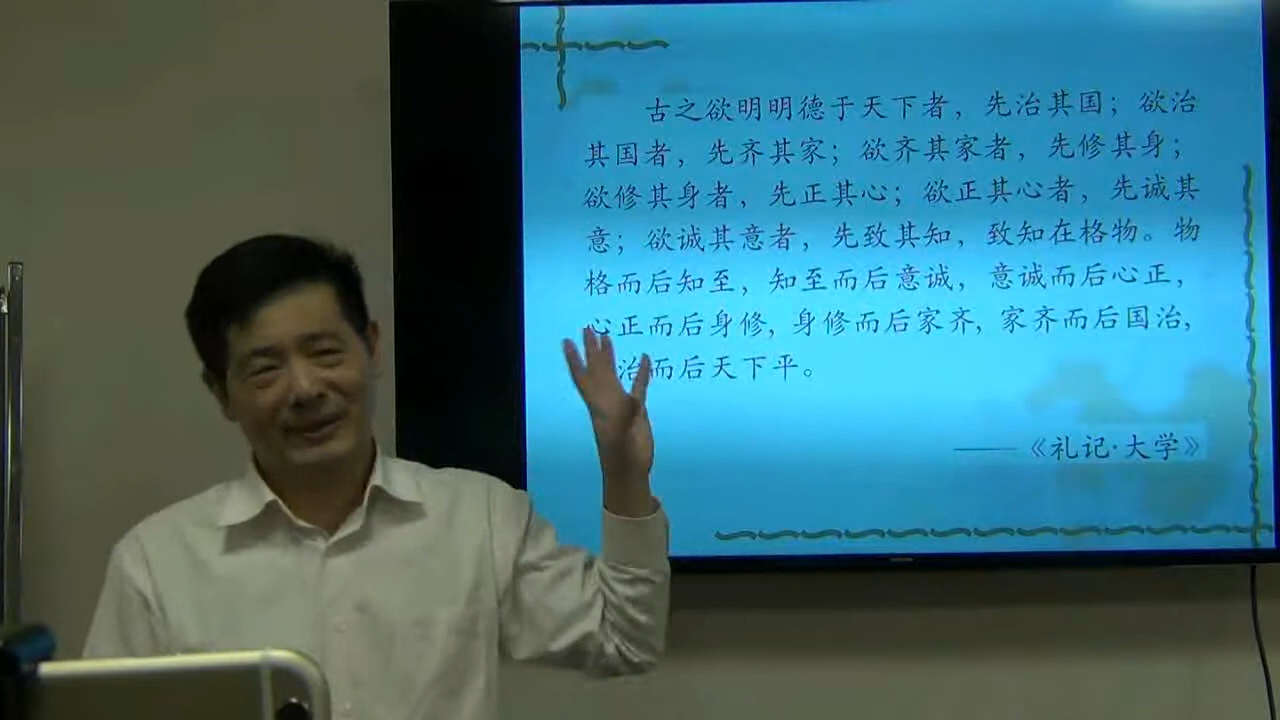 古之欲明明德于天下者，先治其国；欲治
其国者，先齐其家；欲齐其家者，先修其身；
欲修其身者，先正其心；欲正其心者，先诚其
意；欲诚其意者，先致其知，致知在格物。物
格而后知至，知至而后意诚，意诚而后心正，
心正而后身修，身修而后家齐，家齐而后国治，
治而后天下平。
——《礼记·大学》